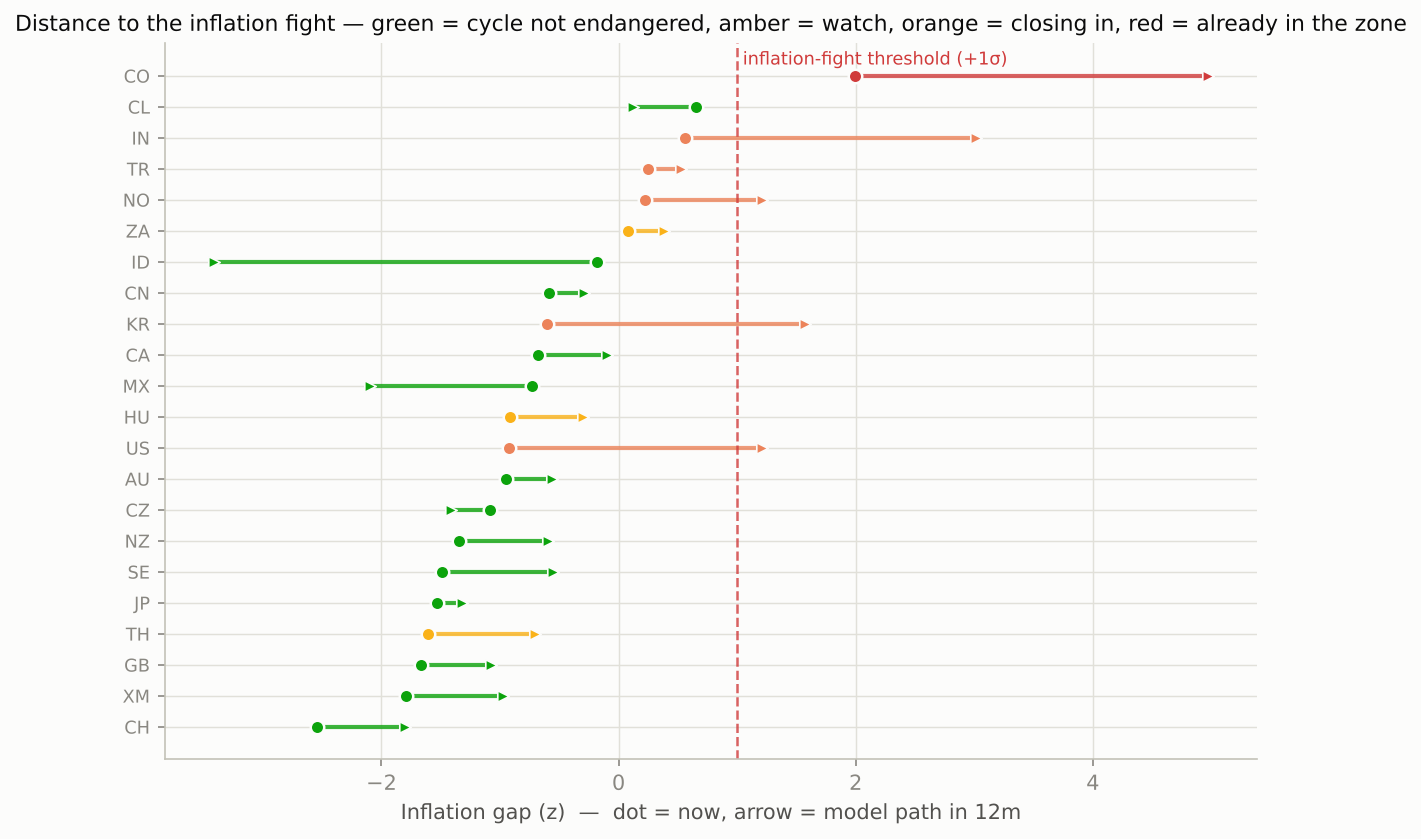 Distance to the inflation fight — green = cycle not endangered, amber = watch, orange = closing in, red = already in the zone
inflation-fight threshold (+1σ)
CO
CL
IN
TR
NO
ZA
ID
CN
KR
CA
MX
HU
US
AU
CZ
NZ
SE
JP
TH
GB
XM
CH
−2 0 2 4
Inflation gap (z) — dot = now, arrow = model path in 12m